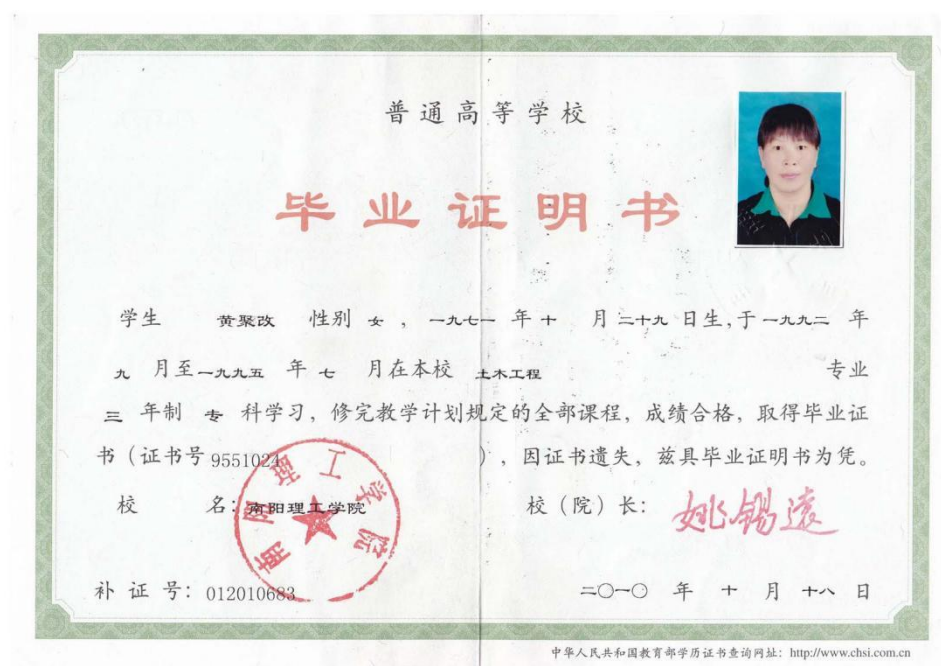 普通高等学校
毕业证明书
学生 黄聚改 性别 女 , 一九七一 年 十 月 二十九 日生,于 一九九二 年
九 月至 一九九五 年 七 月在本校 土木工程 专业
三 年制 专 科学习，修完教学计划规定的全部课程，成绩合格，取得毕业证
书（证书号 9551024 ），因证书遗失，兹具毕业证明书为凭。
校 名：南阳理工学院 校（院）长：姚锡远
南阳理工学院
补 证 号：012010683 二〇一〇 年 十 月 十八 日
中华人民共和国教育部学历证书查询网址：http://www.chsi.com.cn